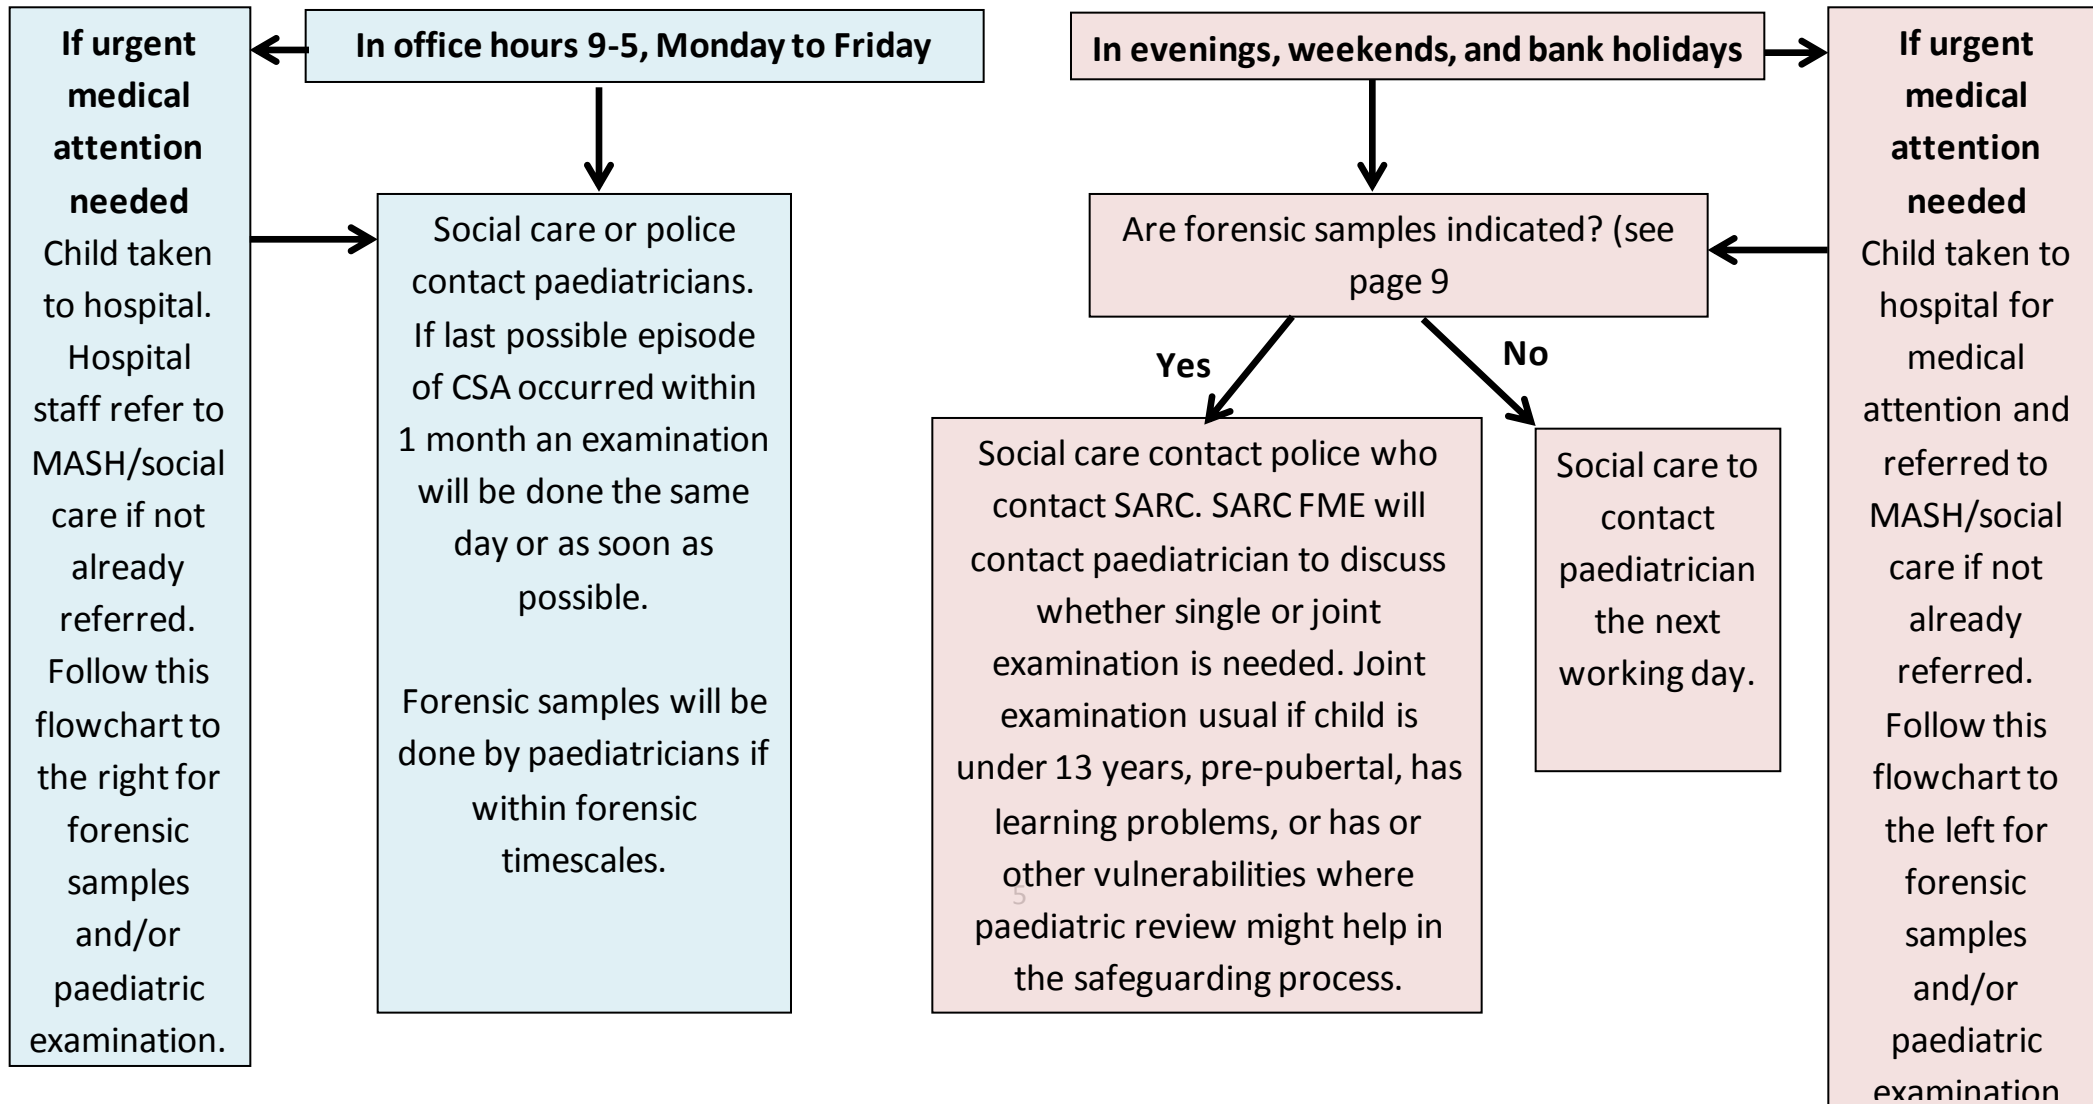 If urgent
medical
attention
needed
Child taken
to hospital.
Hospital
staff refer to
MASH/social
care if not
already
referred.
Follow this
flowchart to
the right for
forensic
samples
and/or
paediatric
examination.
In office hours 9-5, Monday to Friday
Social care or police
contact paediatricians.
If last possible episode
of CSA occurred within
1 month an examination
will be done the same
day or as soon as
possible.
Forensic samples will be
done by paediatricians if
within forensic
timescales.
In evenings, weekends, and bank holidays
Are forensic samples indicated? (see
page 9
Yes
No
Social care contact police who
contact SARC. SARC FME will
contact paediatrician to discuss
whether single or joint
examination is needed. Joint
examination usual if child is
under 13 years, pre-pubertal, has
learning problems, or has or
other vulnerabilities where
paediatric review might help in
the safeguarding process.
5
Social care to
contact
paediatrician
the next
working day.
If urgent
medical
attention
needed
Child taken to
hospital for
medical
attention and
referred to
MASH/social
care if not
already
referred.
Follow this
flowchart to
the left for
forensic
samples
and/or
paediatric
examination